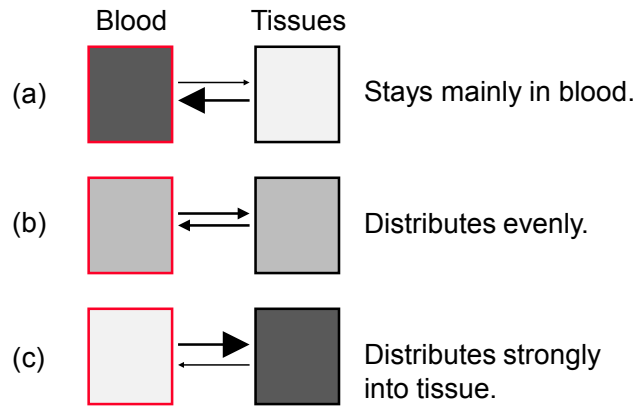 Blood Tissues
(a) Stays mainly in blood.
(b) Distributes evenly.
(c) Distributes strongly
into tissue.